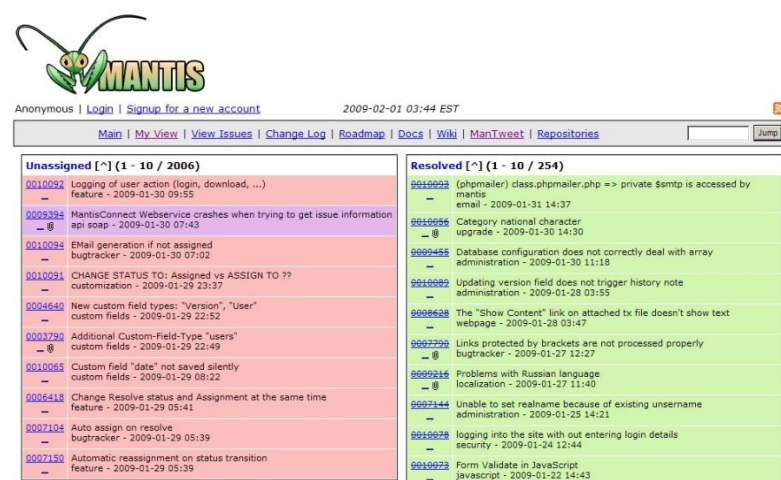 MANTIS
Anonymous | Login | Signup for a new account 2009-02-01 03:44 EST
Main | My View | View Issues | Change Log | Roadmap | Docs | Wiki | ManTweet | Repositories Jump
Unassigned [^] (1 - 10 / 2006)
0010092 Logging of user action (login, download, ...)
feature - 2009-01-30 09:55
0009394 MantisConnect Webservice crashes when trying to get issue information
api soap - 2009-01-30 07:43
0010094 EMail generation if not assigned
bugtracker - 2009-01-30 07:02
0010091 CHANGE STATUS TO: Assigned vs ASSIGN TO ??
customization - 2009-01-29 23:37
0004640 New custom field types: "Version", "User"
custom fields - 2009-01-29 22:52
0003790 Additional Custom-Field-Type "users"
custom fields - 2009-01-29 22:49
0010065 Custom field "date" not saved silently
custom fields - 2009-01-29 08:22
0006418 Change Resolve status and Assignment at the same time
feature - 2009-01-29 05:41
0007104 Auto assign on resolve
bugtracker - 2009-01-29 05:39
0007150 Automatic reassignment on status transition
feature - 2009-01-29 05:39
Resolved [^] (1 - 10 / 254)
0010093 (phpmailer) class.phpmailer.php => private $smtp is accessed by
mantis
email - 2009-01-31 14:37
0010056 Category national character
upgrade - 2009-01-30 14:30
0009455 Database configuration does not correctly deal with array
administration - 2009-01-30 11:18
0010089 Updating version field does not trigger history note
administration - 2009-01-28 03:55
0008628 The "Show Content" link on attached tx file doesn't show text
webpage - 2009-01-28 03:47
0007790 Links protected by brackets are not processed properly
bugtracker - 2009-01-27 12:27
0009216 Problems with Russian language
localization - 2009-01-27 11:40
0007144 Unable to set realname because of existing unsername
administration - 2009-01-25 14:21
0010078 logging into the site with out entering login details
security - 2009-01-24 12:44
0010073 Form Validate in JavaScript
javascript - 2009-01-22 14:43